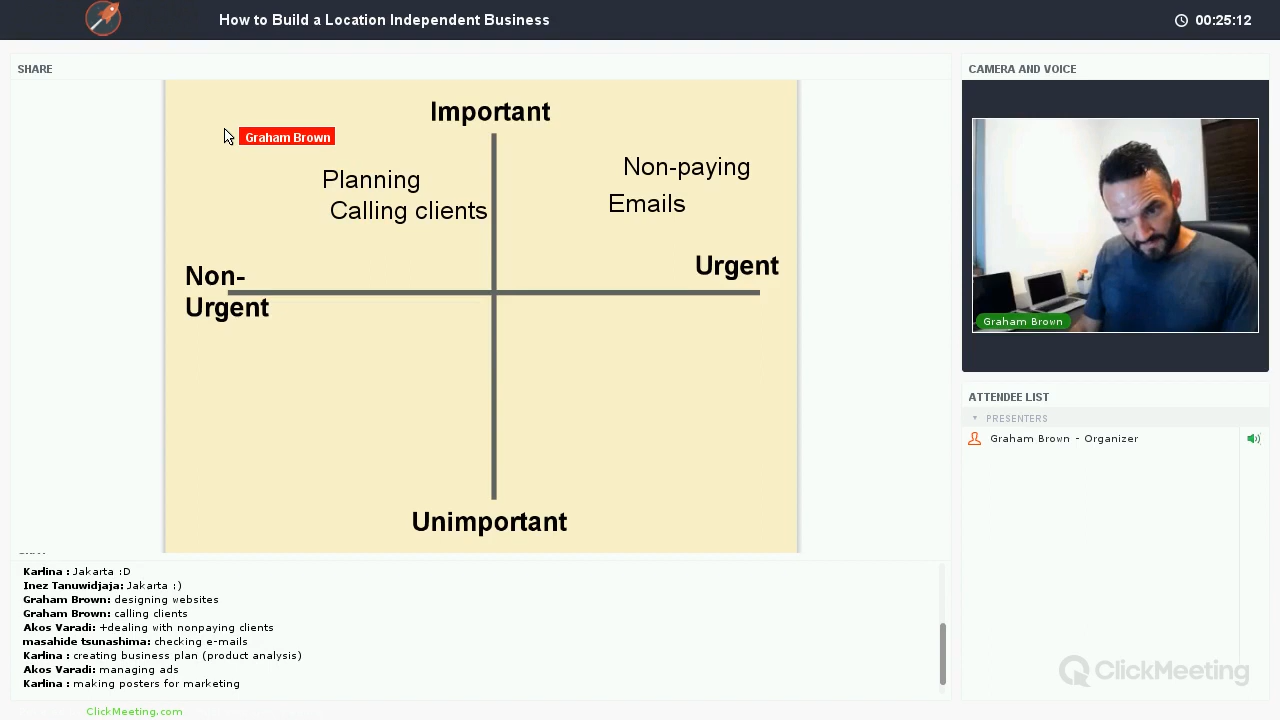 How to Build a Location Independent Business
00:25:12
SHARE
CAMERA AND VOICE
Important
Graham Brown
Non-paying
Planning
Emails
Calling clients
Urgent
Non-
Urgent
Unimportant
Graham Brown
ATTENDEE LIST
PRESENTERS
Graham Brown - Organizer
Karlina : Jakarta :D
Inez Tanuwidjaja: Jakarta :)
Graham Brown: designing websites
Graham Brown: calling clients
Akos Varadi: +dealing with nonpaying clients
masahide tsunashima: checking e-mails
Karlina : creating business plan (product analysis)
Akos Varadi: managing ads
Karlina : making posters for marketing
ClickMeeting
ClickMeeting.com